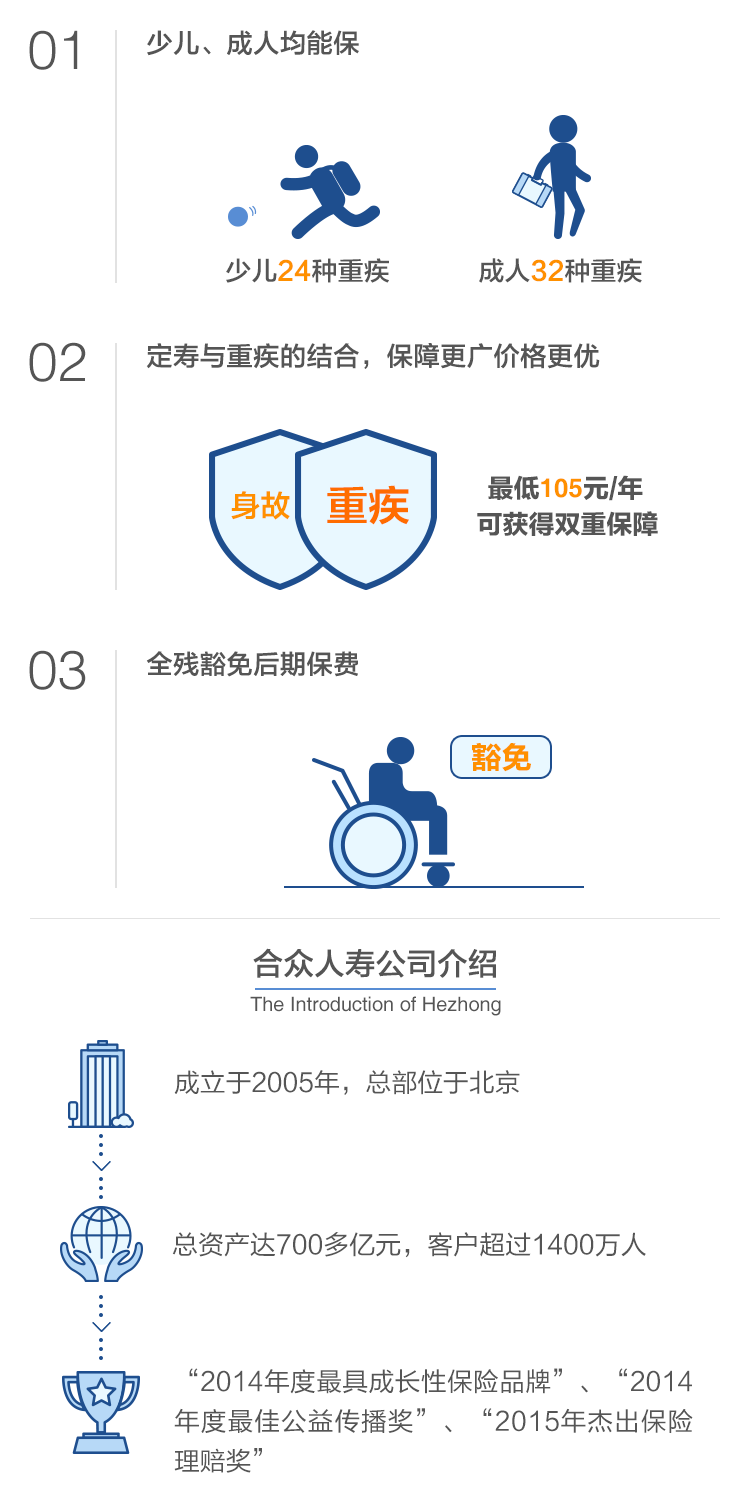 01
少儿、成人均能保
少儿24种重疾
成人32种重疾
02
定寿与重疾的结合，保障更广价格更优
身故
重疾
最低105元/年
可获得双重保障
03
全残豁免后期保费
豁免
合众人寿公司介绍
The Introduction of Hezhong
成立于2005年，总部位于北京
总资产达700多亿元，客户超过1400万人
“2014年度最具成长性保险品牌”、“2014
年度最佳公益传播奖”、“2015年杰出保险
理赔奖”